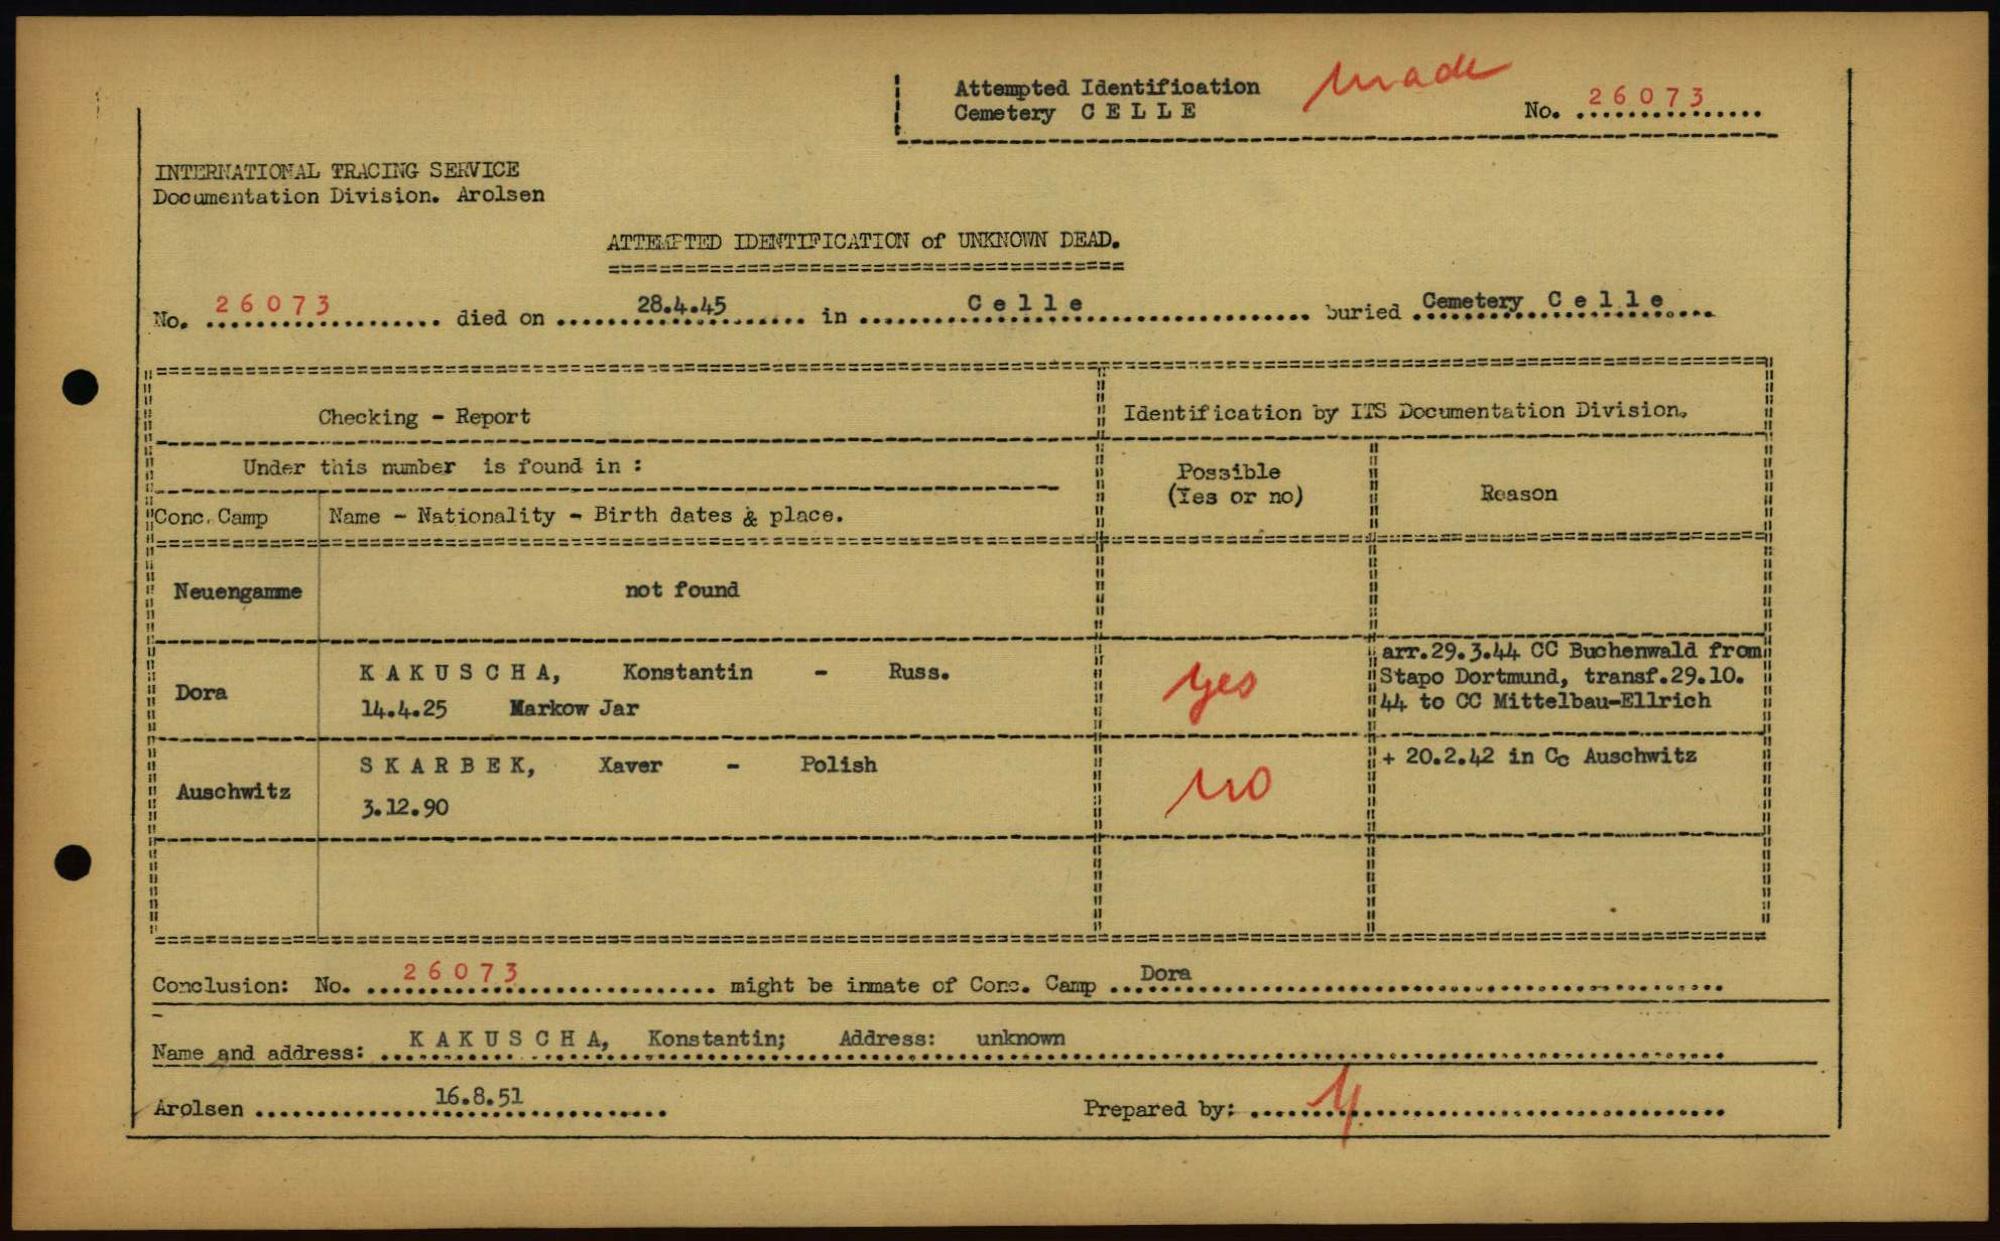 Attempted Identification made
Cemetery C E L L E No. 26073
INTERNATIONAL TRACING SERVICE
Documentation Division. Arolsen
ATTEMPTED IDENTIFICATION of UNKNOWN DEAD.
No. 26073 died on 28.4.45 in C e l l e buried Cemetery C e l l e
Checking - Report Identification by ITS Documentation Division.
Under this number is found in :
Possible
(Yes or no) Reason
Conc. Camp Name - Nationality - Birth dates & place.
Neuengamme not found
Dora K A K U S C H A, Konstantin - Russ.
14.4.25 Markow Jar
yes
arr.29.3.44 CC Buchenwald from
Stapo Dortmund, transf.29.10.
44 to CC Mittelbau-Ellrich
Auschwitz S K A R B E K, Xaver - Polish
3.12.90
no
+ 20.2.42 in Cc Auschwitz
Conclusion: No. 26073 might be inmate of Conc. Camp Dora
Name and address: K A K U S C H A, Konstantin; Address: unknown
Arolsen 16.8.51 Prepared by: